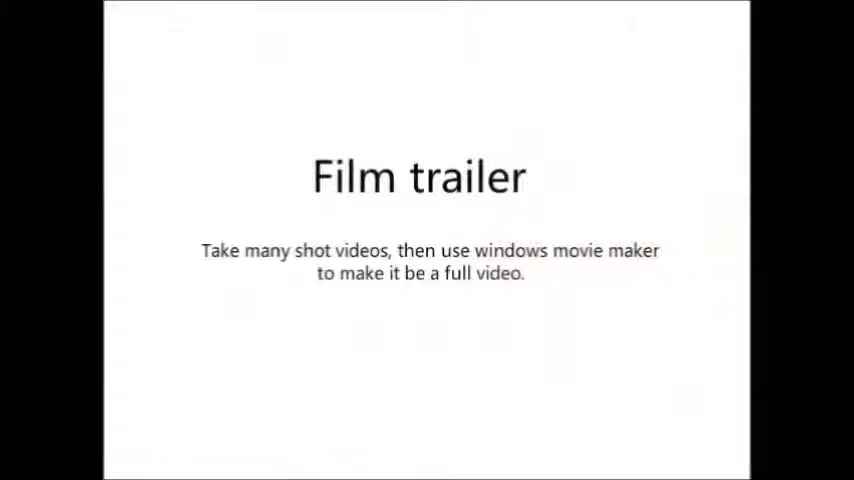 Film trailer
Take many shot videos, then use windows movie maker
to make it be a full video.